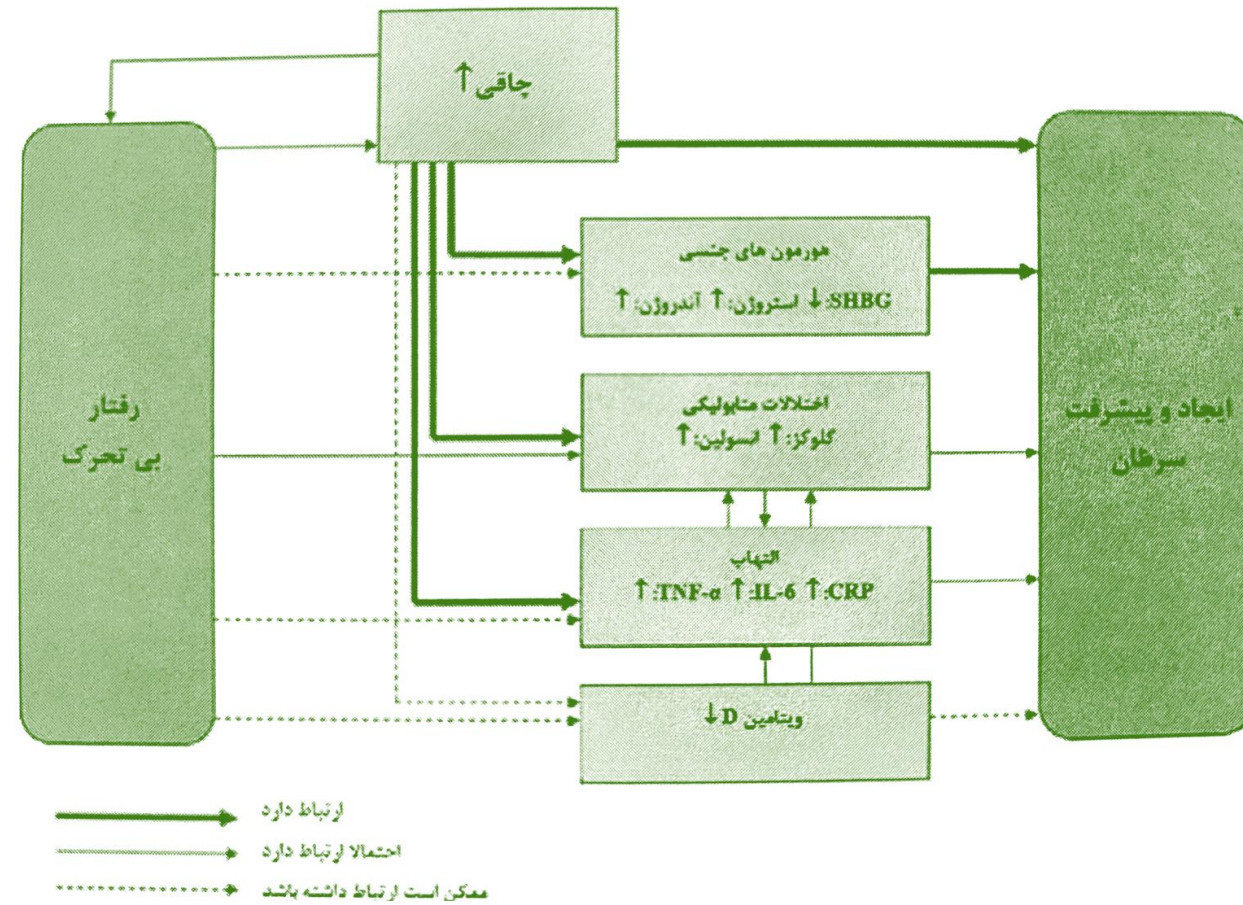 چاقی↑
هورمون های جنسی
SHBG:↓ استروژن:↑ آندروژن:↑
رفتار
بی تحرک
اختلالات متابولیکی
گلوکز:↑ انسولین:↑
ایجاد و پیشرفت
سرطان
التهاب
CRP:↑ IL-6:↑ TNF-α:↑
ویتامین D↓
ارتباط دارد
احتمالا ارتباط دارد
ممکن است ارتباط داشته باشد